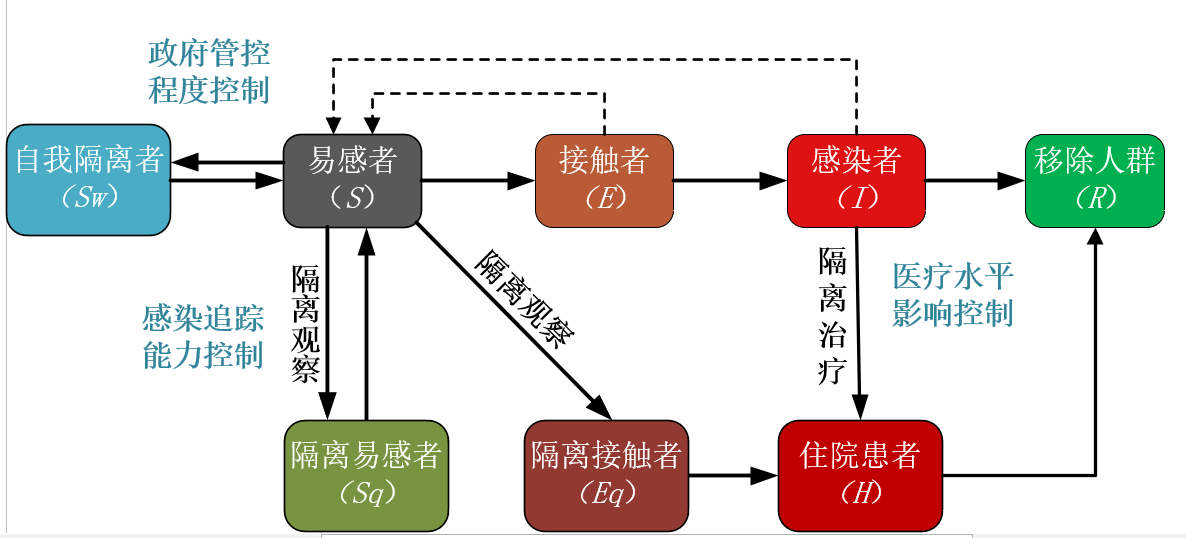 政府管控
程度控制
自我隔离者
（Sw）
易感者
（S）
接触者
（E）
感染者
（I）
移除人群
（R）
隔离观察
隔离观察
隔离治疗
医疗水平
影响控制
感染追踪
能力控制
隔离易感者
（Sq）
隔离接触者
（Eq）
住院患者
（H）